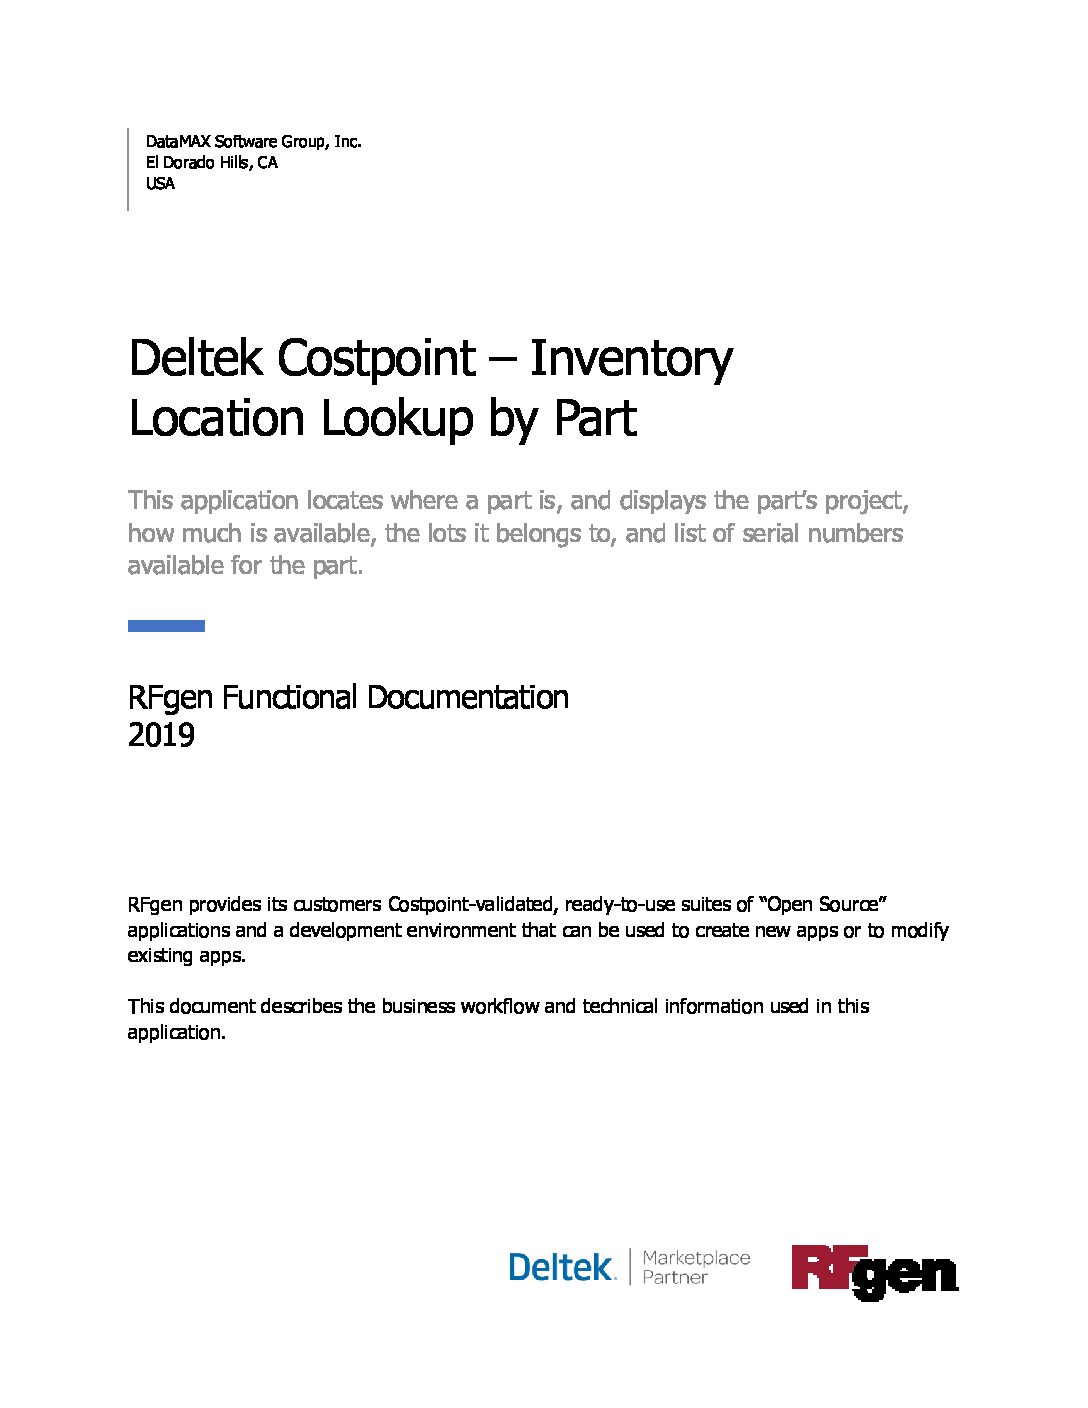 DataMAX Software Group, Inc.
El Dorado Hills, CA
USA
Deltek Costpoint – Inventory
Location Lookup by Part
This application locates where a part is, and displays the part’s project,
how much is available, the lots it belongs to, and list of serial numbers
available for the part.
RFgen Functional Documentation
2019
RFgen provides its customers Costpoint-validated, ready-to-use suites of “Open Source”
applications and a development environment that can be used to create new apps or to modify
existing apps.
This document describes the business workflow and technical information used in this
application.
Deltek. Marketplace
Partner
RFgen